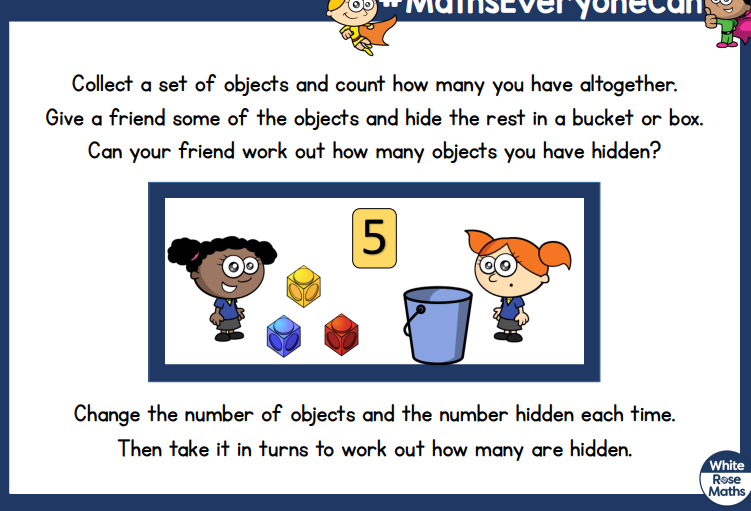 #MathsEveryoneCan
Collect a set of objects and count how many you have altogether.
Give a friend some of the objects and hide the rest in a bucket or box.
Can your friend work out how many objects you have hidden?
5
Change the number of objects and the number hidden each time.
Then take it in turns to work out how many are hidden.
White
Rose
Maths